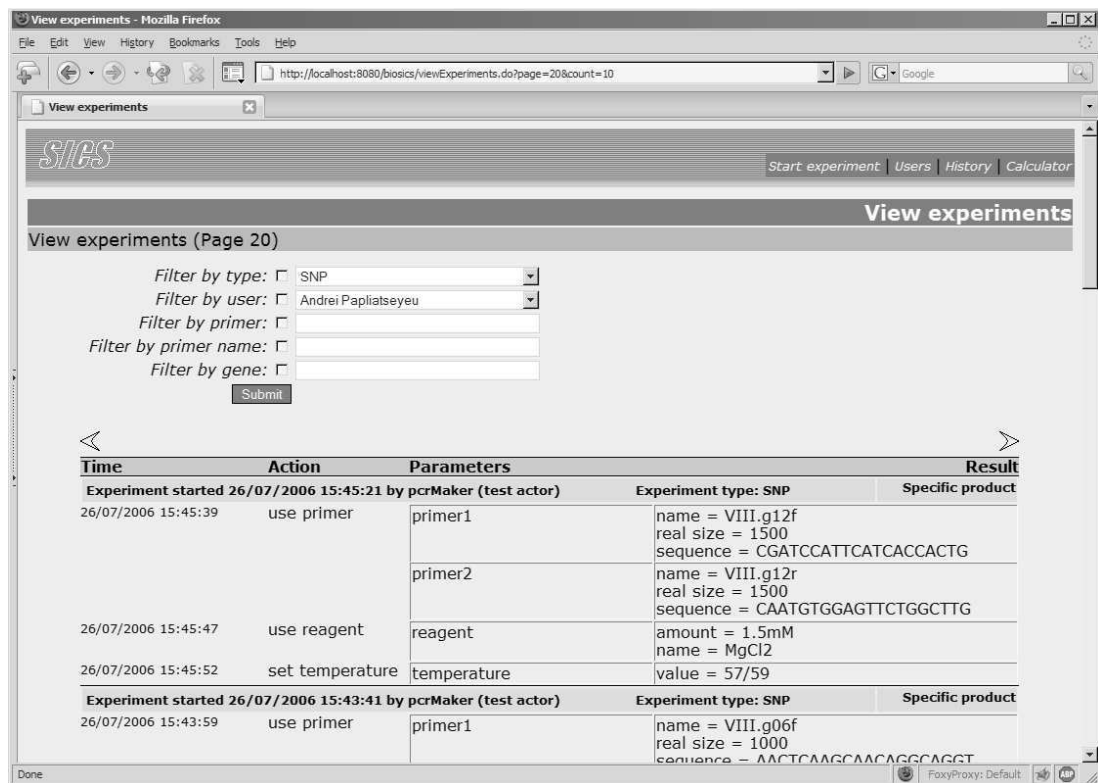 View experiments - Mozilla Firefox
File Edit View History Bookmarks Tools Help
http://localhost:8080/biosics/viewExperiments.do?page=20&count=10
G Google
View experiments
SICS
Start experiment | Users | History | Calculator
View experiments
View experiments (Page 20)
Filter by type: SNP
Filter by user: Andrei Papliatseyeu
Filter by primer:
Filter by primer name:
Filter by gene:
Submit
Time Action Parameters Result
Experiment started 26/07/2006 15:45:21 by pcrMaker (test actor) Experiment type: SNP Specific product
26/07/2006 15:45:39 use primer primer1 name = VIII.g12f
real size = 1500
sequence = CGATCCATTCATCACCACTG
primer2 name = VIII.g12r
real size = 1500
sequence = CAATGTGGAGTTCTGGCTTG
26/07/2006 15:45:47 use reagent reagent amount = 1.5mM
name = MgCl2
26/07/2006 15:45:52 set temperature temperature value = 57/59
Experiment started 26/07/2006 15:43:41 by pcrMaker (test actor) Experiment type: SNP Specific product
26/07/2006 15:43:59 use primer primer1 name = VIII.g06f
real size = 1000
sequence = AACTCAAGCAACAGGCAGGT
Done FoxyProxy: Default ABP